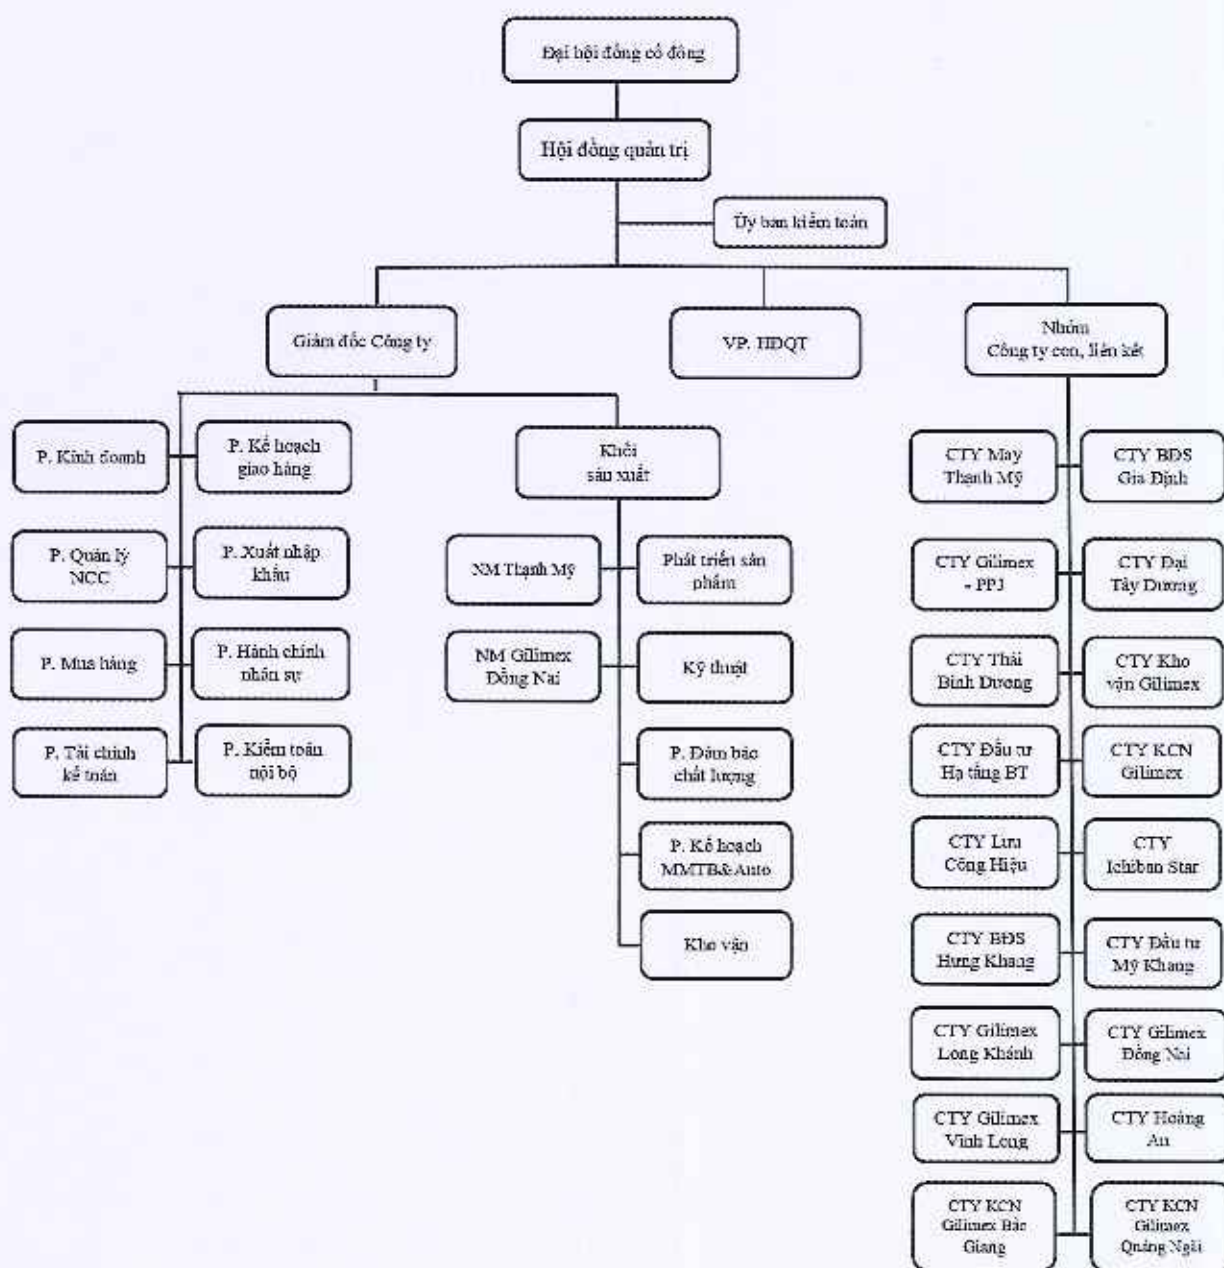 Đại hội đồng cổ đông
Hội đồng quản trị
Ủy ban kiểm toán
Giám đốc Công ty
VP. HĐQT
Nhóm
Công ty con, liên kết
P. Kinh doanh
P. Kế hoạch
giao hàng
P. Quản lý
NCC
P. Xuất nhập
khẩu
P. Mua hàng
P. Hành chính
nhân sự
P. Tài chính
kế toán
P. Kiểm toán
nội bộ
Khối
sản xuất
NM Thạnh Mỹ
Phát triển sản
phẩm
NM Gilimex
Đồng Nai
Kỹ thuật
P. Đảm bảo
chất lượng
P. Kế hoạch
MMTB&Auto
Kho vận
CTY May
Thạnh Mỹ
CTY BĐS
Gia Định
CTY Gilimex
- PPJ
CTY Đại
Tây Dương
CTY Thái
Bình Dương
CTY Kho
vận Gilimex
CTY Đầu tư
Hạ tầng BT
CTY KCN
Gilimex
CTY Lưu
Công Hiệu
CTY
Ichiban Star
CTY BĐS
Hưng Khang
CTY Đầu tư
Mỹ Khang
CTY Gilimex
Long Khánh
CTY Gilimex
Đồng Nai
CTY Gilimex
Vĩnh Long
CTY Hoàng
An
CTY KCN
Gilimex Bắc
Giang
CTY KCN
Gilimex
Quảng Ngãi